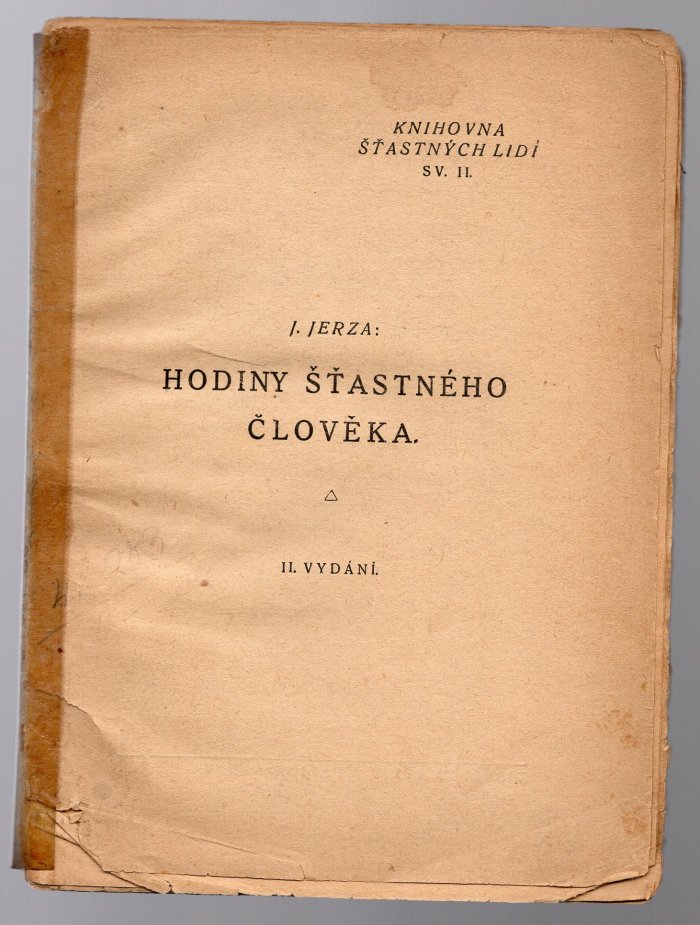 KNIHOVNA
ŠŤASTNÝCH LIDÍ
SV. II.
J. JERZA:
HODINY ŠŤASTNÉHO
ČLOVĚKA.
II. VYDÁNÍ.